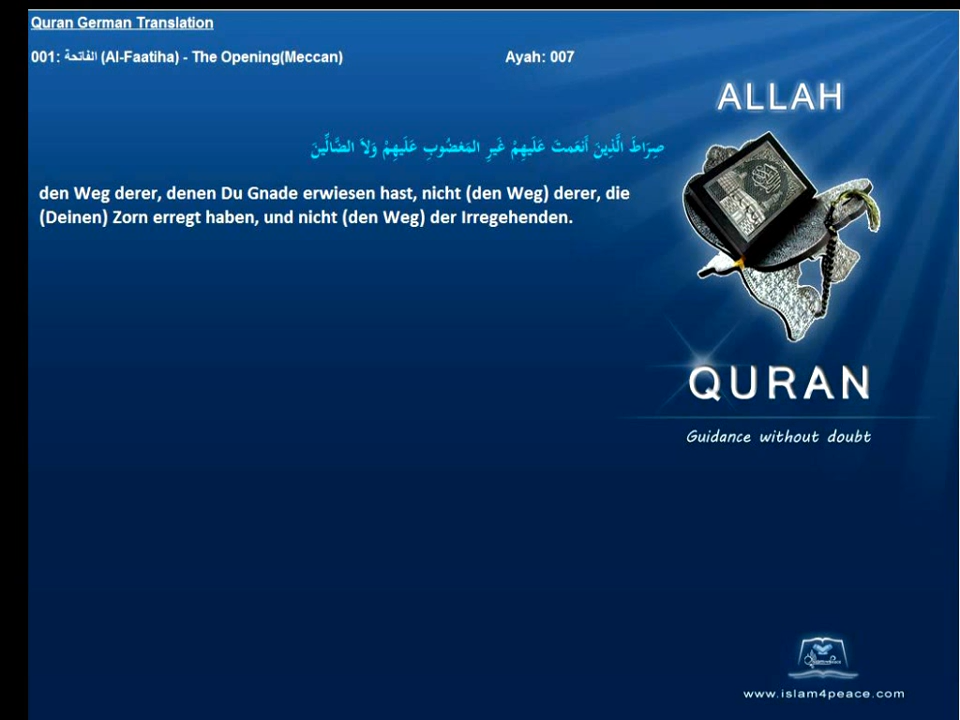 Quran German Translation
001: الفاتحة (Al-Faatiha) - The Opening(Meccan) Ayah: 007
ALLAH
صِرَاطَ الَّذِينَ أَنعَمتَ عَلَيهِمْ غَيرِ المَغضُوبِ عَلَيهِمْ وَلاَ الضَّالِّينَ
den Weg derer, denen Du Gnade erwiesen hast, nicht (den Weg) derer, die
(Deinen) Zorn erregt haben, und nicht (den Weg) der Irregehenden.
QURAN
Guidance without doubt
www.islam4peace.com